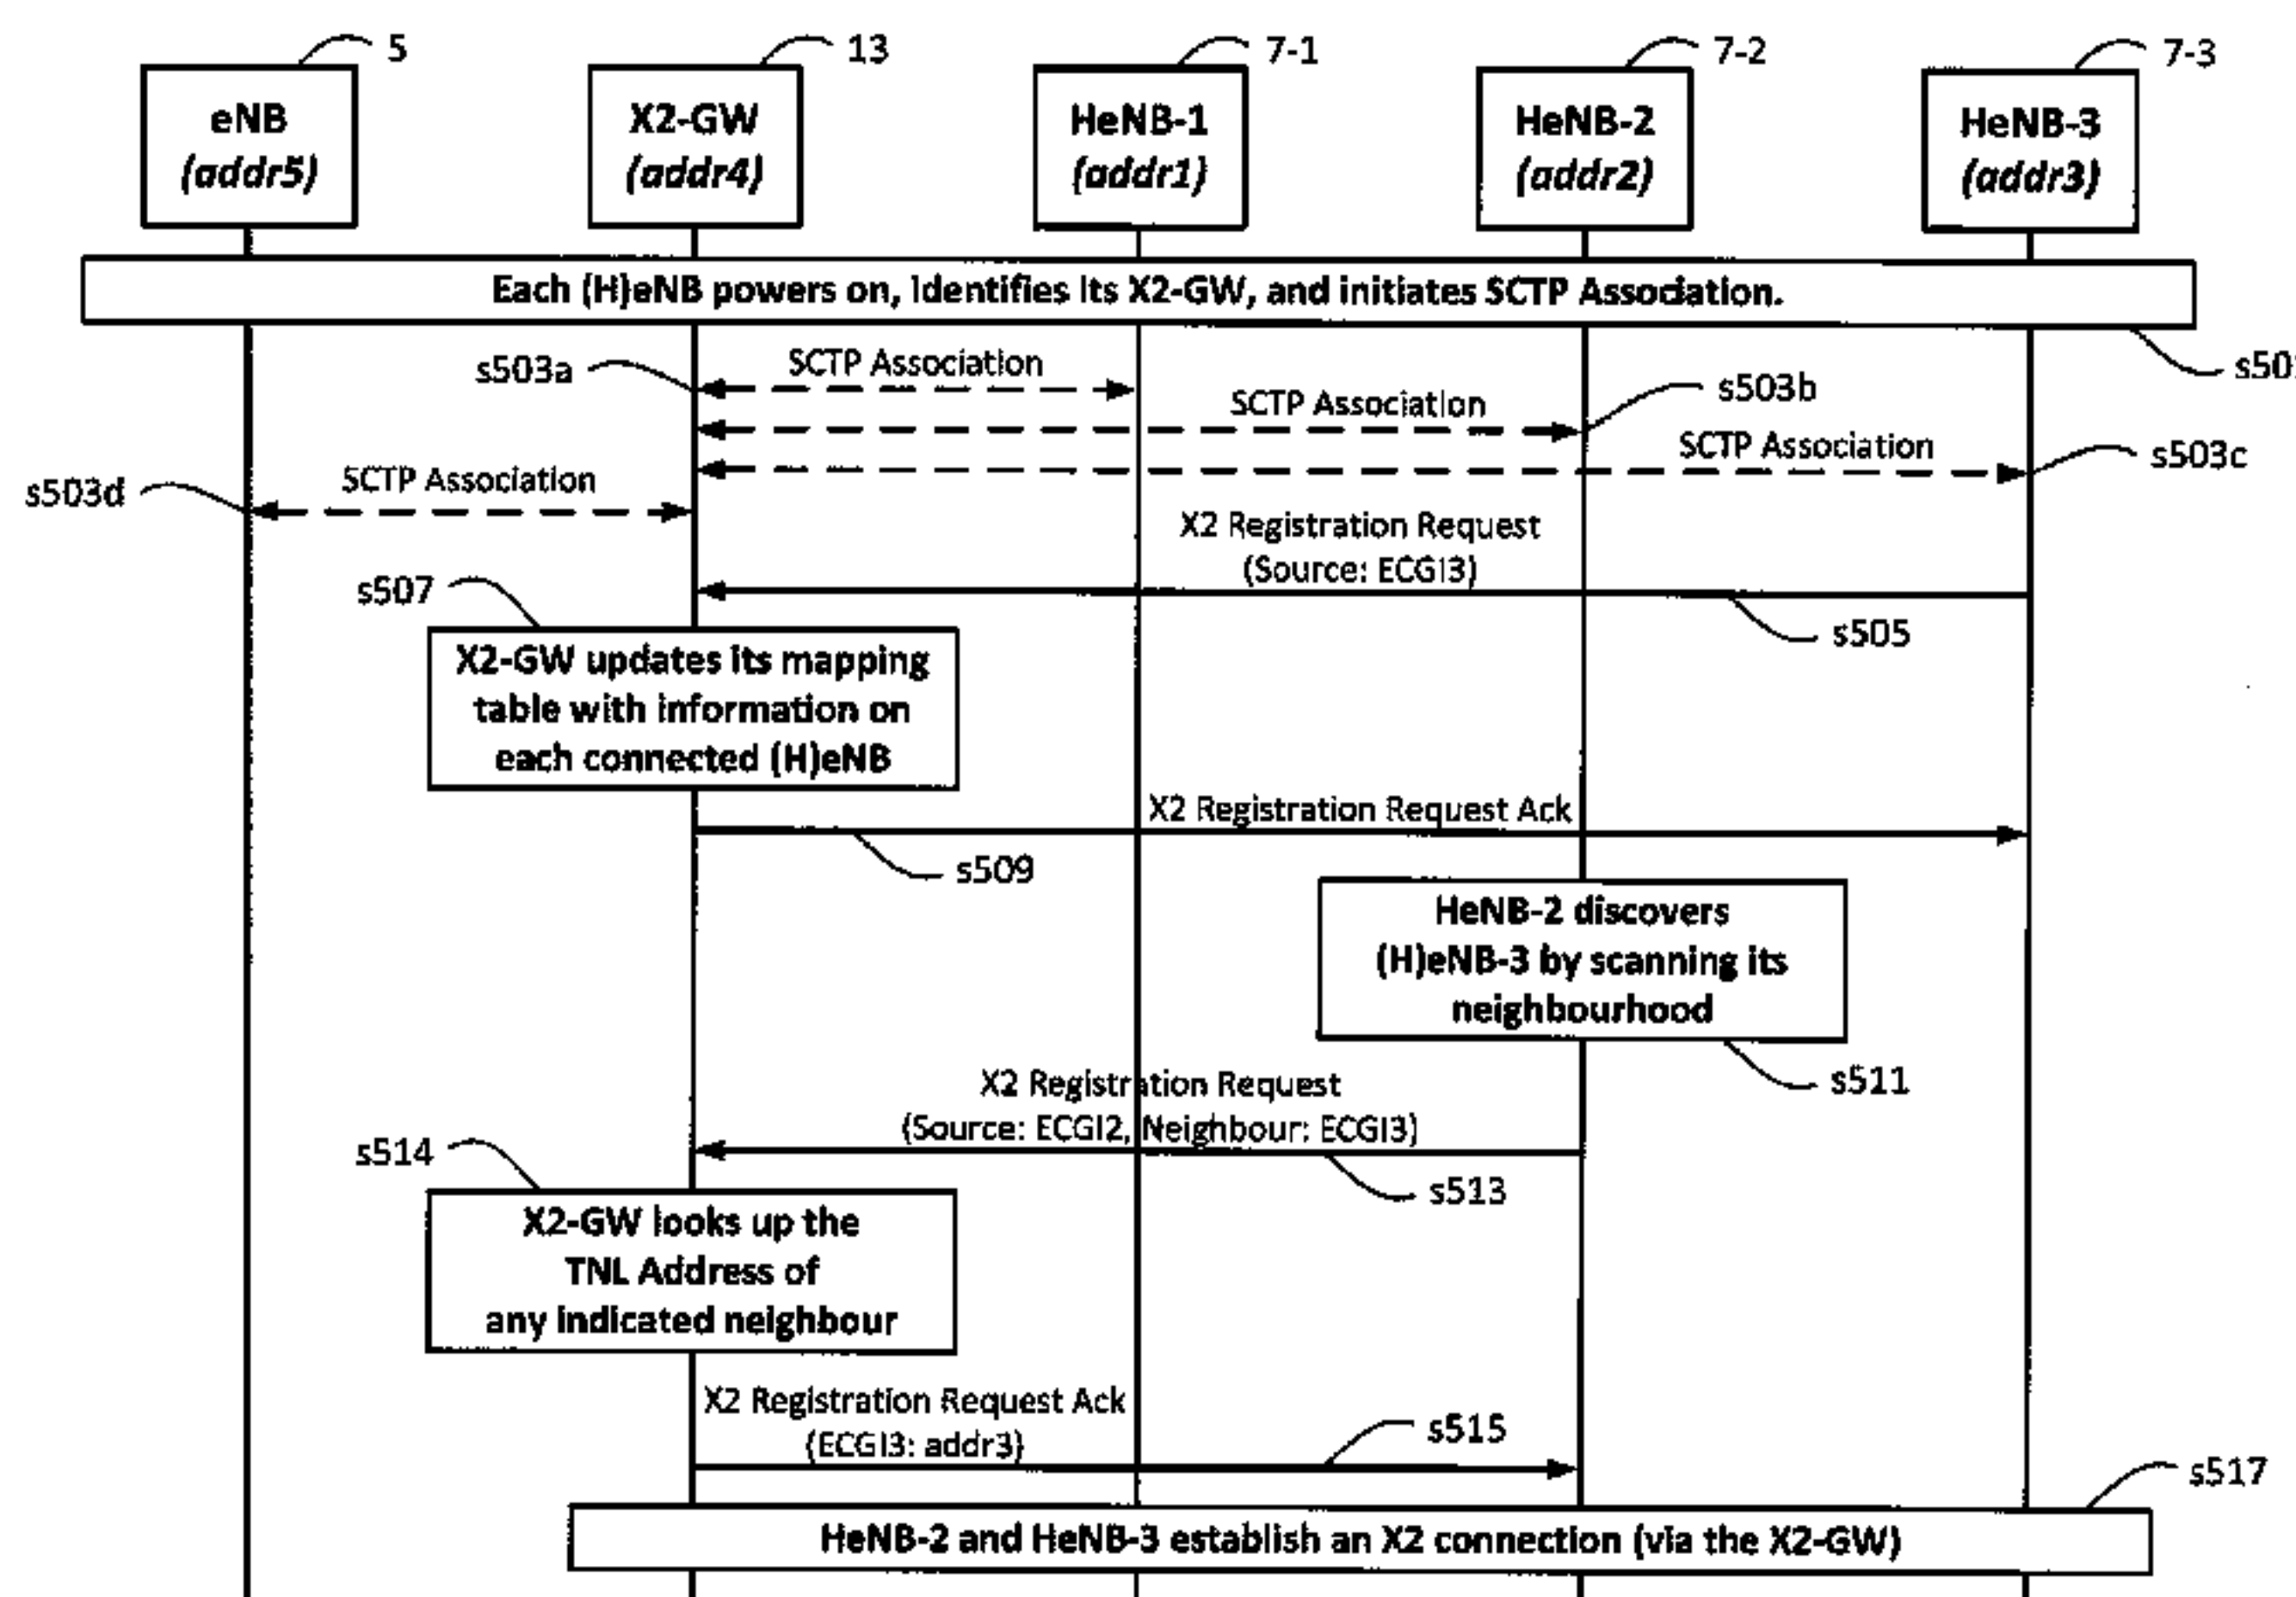 5
13
7-1
7-2
7-3
eNB
(addr5)
X2-GW
(addr4)
HeNB-1
(addr1)
HeNB-2
(addr2)
HeNB-3
(addr3)
Each (H)eNB powers on, identifies its X2-GW, and initiates SCTP Association.
s503a
SCTP Association
SCTP Association
s503b
SCTP Association
s503c
s503d
SCTP Association
X2 Registration Request
(Source: ECGI3)
s505
s507
X2-GW updates its mapping
table with information on
each connected (H)eNB
X2 Registration Request Ack
s509
HeNB-2 discovers
(H)eNB-3 by scanning its
neighbourhood
s511
X2 Registration Request
(Source: ECGI2, Neighbour: ECGI3)
s513
s514
X2-GW looks up the
TNL Address of
any indicated neighbour
X2 Registration Request Ack
(ECGI3: addr3)
s515
s517
HeNB-2 and HeNB-3 establish an X2 connection (via the X2-GW)